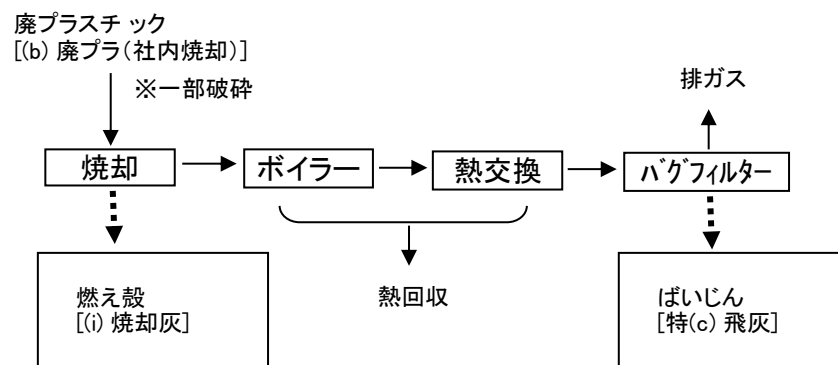 廃プラスチック
[(b) 廃プラ(社内焼却)]
※一部破砕
排ガス
焼却
ボイラー
熱交換
バグフィルター
燃え殻
[(i) 焼却灰]
熱回収
ばいじん
[特(c) 飛灰]